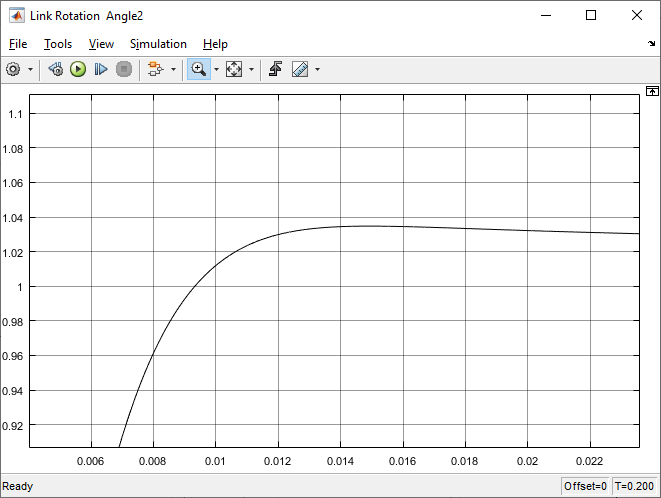 Link Rotation  Angle2
File Tools View Simulation Help
1.1
1.08
1.06
1.04
1.02
1
0.98
0.96
0.94
0.92
0.006 0.008 0.01 0.012 0.014 0.016 0.018 0.02 0.022
Ready Offset=0 T=0.200